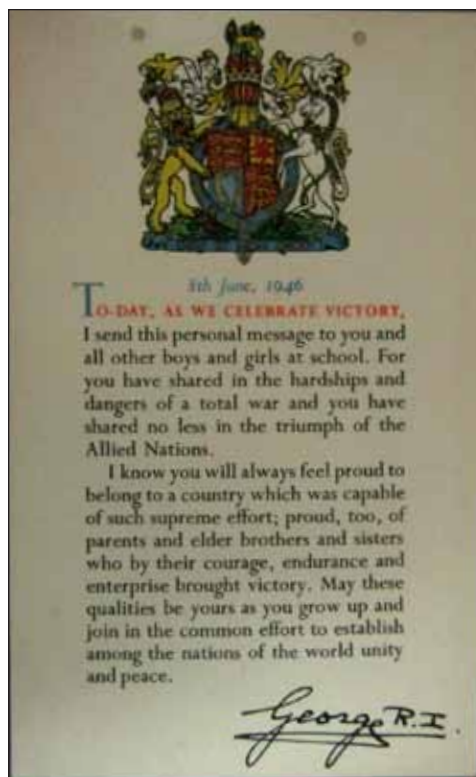 8th June, 1946
TO-DAY, AS WE CELEBRATE VICTORY,
I send this personal message to you and
all other boys and girls at school. For
you have shared in the hardships and
dangers of a total war and you have
shared no less in the triumph of the
Allied Nations.
I know you will always feel proud to
belong to a country which was capable
of such supreme effort; proud, too, of
parents and elder brothers and sisters
who by their courage, endurance and
enterprise brought victory. May these
qualities be yours as you grow up and
join in the common effort to establish
among the nations of the world unity
and peace.
George R.I.